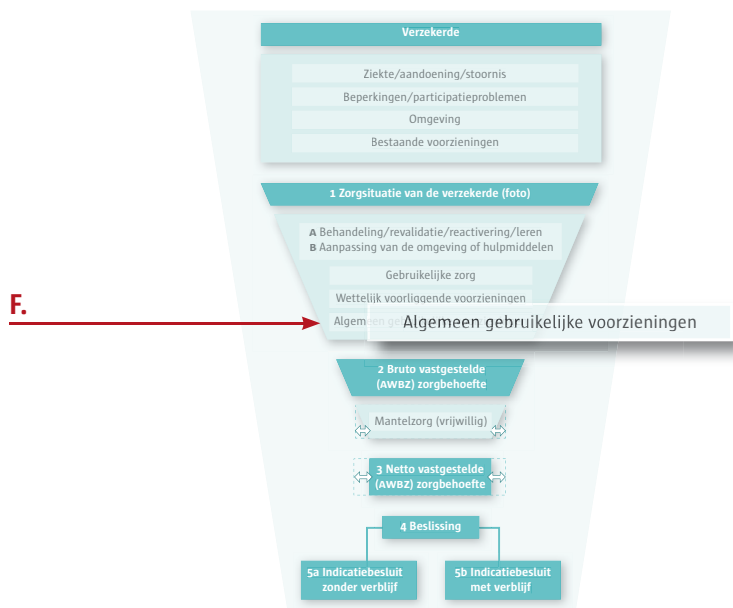 Verzekerde
Ziekte/aandoening/stoornis
Beperkingen/participatieproblemen
Omgeving
Bestaande voorzieningen
1 Zorgsituatie van de verzekerde (foto)
A Behandeling/revalidatie/reactivering/leren
B Aanpassing van de omgeving of hulpmiddelen
Gebruikelijke zorg
Wettelijk voorliggende voorzieningen
F.
Algemeen
Algemeen gebruikelijke voorzieningen
2 Bruto vastgestelde
(AWBZ) zorgbehoefte
Mantelzorg (vrijwillig)
3 Netto vastgestelde
(AWBZ) zorgbehoefte
4 Beslissing
5a Indicatiebesluit
zonder verblijf
5b Indicatiebesluit
met verblijf